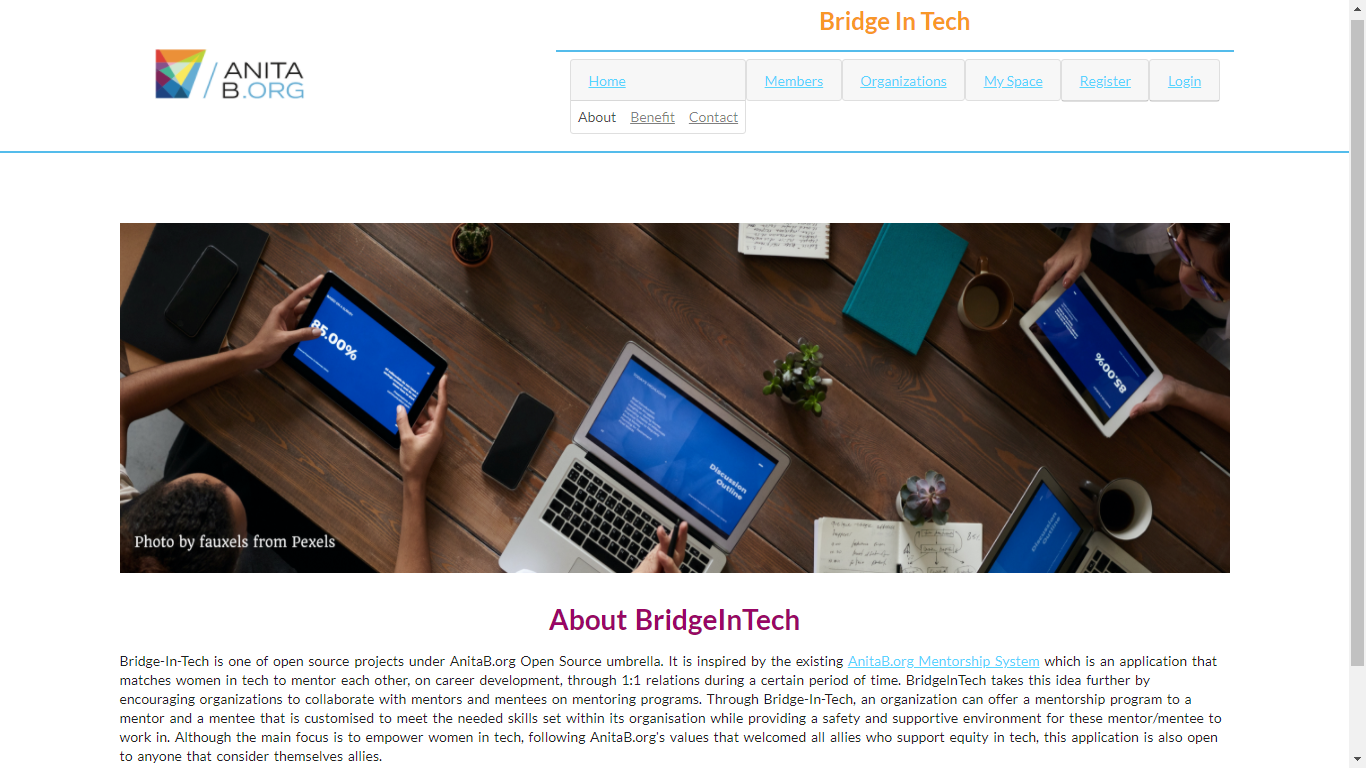 Bridge In Tech
ANITA
B.ORG
Home Members Organizations My Space Register Login
About Benefit Contact
85.00%
85.00%
Discussion
Outline
Discussion
Outline
Photo by fauxels from Pexels
About BridgeInTech
Bridge-In-Tech is one of open source projects under AnitaB.org Open Source umbrella. It is inspired by the existing AnitaB.org Mentorship System which is an application that
matches women in tech to mentor each other, on career development, through 1:1 relations during a certain period of time. BridgeInTech takes this idea further by
encouraging organizations to collaborate with mentors and mentees on mentoring programs. Through Bridge-In-Tech, an organization can offer a mentorship program to a
mentor and a mentee that is customised to meet the needed skills set within its organisation while providing a safety and supportive environment for these mentor/mentee to
work in. Although the main focus is to empower women in tech, following AnitaB.org's values that welcomed all allies who support equity in tech, this application is also open
to anyone that consider themselves allies.